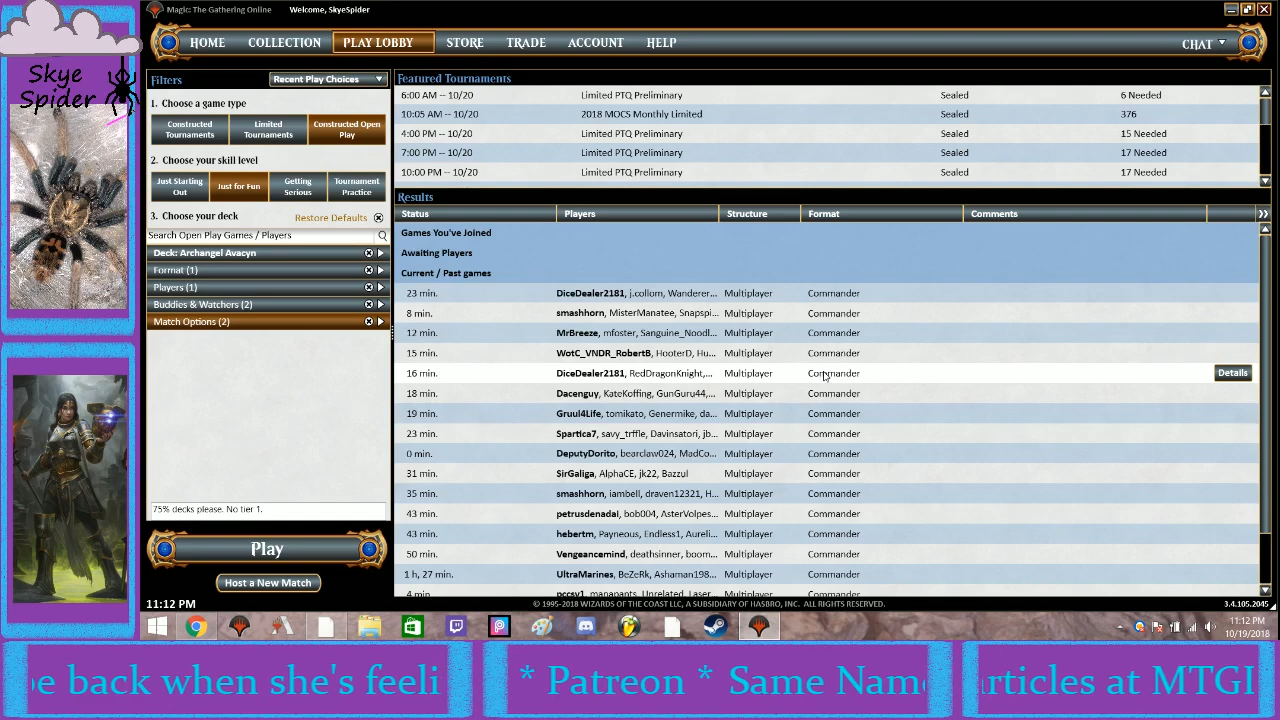 Skye
Spider
Magic: The Gathering Online Welcome, SkyeSpider
HOME COLLECTION PLAY LOBBY STORE TRADE ACCOUNT HELP CHAT
Filters Recent Play Choices
1. Choose a game type
Constructed Tournaments Limited Tournaments Constructed Open Play
2. Choose your skill level
Just Starting Out Just for Fun Getting Serious Tournament Practice
3. Choose your deck Restore Defaults
Search Open Play Games / Players
Deck: Archangel Avacyn
Format (1)
Players (1)
Buddies & Watchers (2)
Match Options (2)
75% decks please. No tier 1.
Play
Host a New Match
11:12 PM
Featured Tournaments
6:00 AM -- 10/20 Limited PTQ Preliminary Sealed 6 Needed
10:05 AM -- 10/20 2018 MOCS Monthly Limited Sealed 376
4:00 PM -- 10/20 Limited PTQ Preliminary Sealed 15 Needed
7:00 PM -- 10/20 Limited PTQ Preliminary Sealed 17 Needed
10:00 PM -- 10/20 Limited PTQ Preliminary Sealed 17 Needed
Results
Status Players Structure Format Comments
Games You've Joined
Awaiting Players
Current / Past games
23 min. DiceDealer2181, j.collom, Wanderer... Multiplayer Commander
8 min. smashhorn, MisterManatee, Snapspi... Multiplayer Commander
12 min. MrBreeze, mfoster, Sanguine_Noodl... Multiplayer Commander
15 min. WotC_VNDR_RobertB, HooterD, Hu... Multiplayer Commander
16 min. DiceDealer2181, RedDragonKnight,... Multiplayer Commander Details
18 min. Dacenguy, KateKoffing, GunGuru44,... Multiplayer Commander
19 min. Gruul4Life, tomikato, Genermike, da... Multiplayer Commander
23 min. Spartica7, savy_trffle, Davinsatori, jb... Multiplayer Commander
0 min. DeputyDorito, bearclaw024, MadCo... Multiplayer Commander
31 min. SirGaliga, AlphaCE, jk22, Bazzul Multiplayer Commander
35 min. smashhorn, iambell, draven12321, H... Multiplayer Commander
43 min. petrusdenadai, bob004, AsterVolpes... Multiplayer Commander
43 min. hebertm, Payneous, Endless1, Aureli... Multiplayer Commander
50 min. Vengeancemind, deathsinner, boom... Multiplayer Commander
1 h, 27 min. UltraMarines, BeZeRk, Ashaman198... Multiplayer Commander
4 min. pccsv1, manapants, Unrelated, Laser... Multiplayer Commander
© 1995-2018 WIZARDS OF THE COAST LLC, A SUBSIDIARY OF HASBRO, INC. ALL RIGHTS RESERVED. 3.4.105.2045
11:12 PM
10/19/2018
be back when she's feeli * Patreon * Same Name articles at MTGI